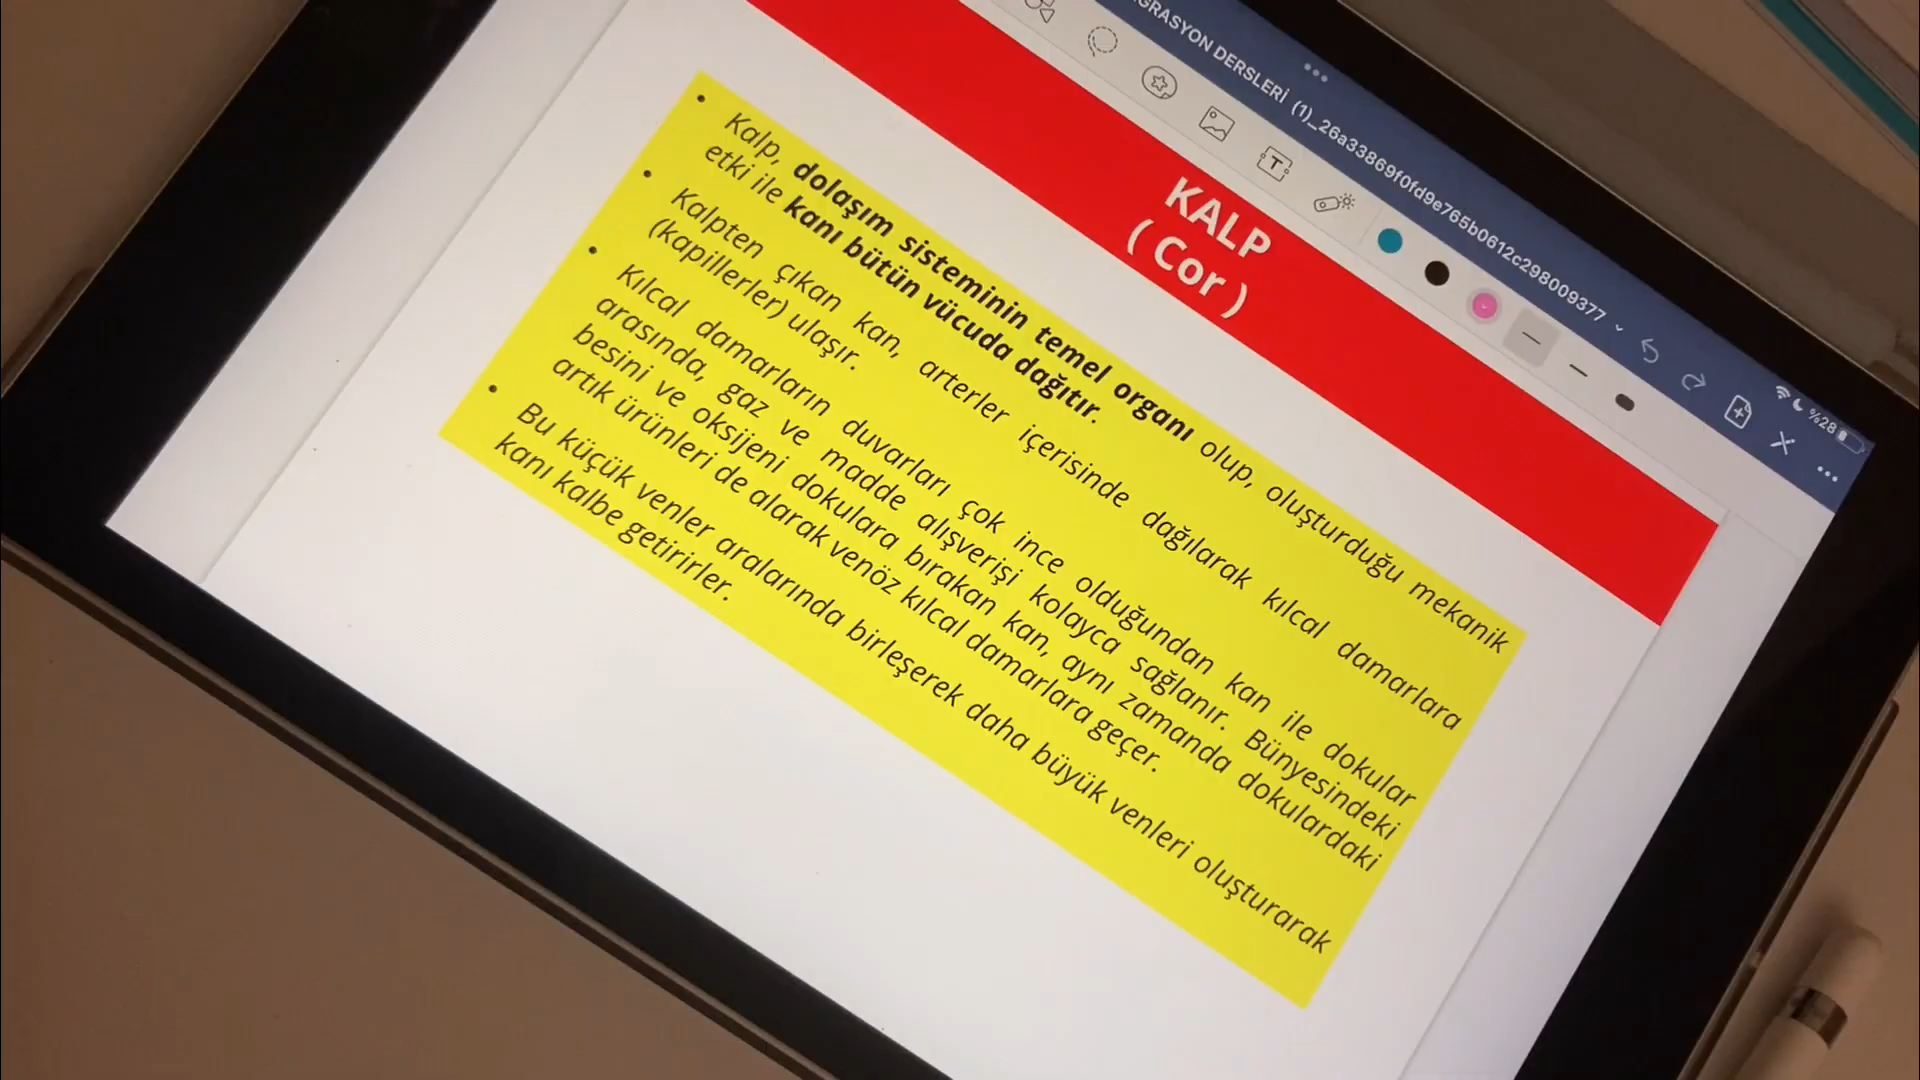 GRASYON DERSLERİ (1)_26a33869f0fd9e765b0612c298009377
%28
KALP
( Cor )
• Kalp, dolaşım sisteminin temel organı olup, oluşturduğu mekanik
etki ile kanı bütün vücuda dağıtır.
• Kalpten çıkan kan, arterler içerisinde dağılarak kılcal damarlara
(kapillerler) ulaşır.
• Kılcal damarların duvarları çok ince olduğundan kan ile dokular
arasında, gaz ve madde alışverişi kolayca sağlanır. Bünyesindeki
besini ve oksijeni dokulara bırakan kan, aynı zamanda dokulardaki
artık ürünleri de alarak venöz kılcal damarlara geçer.
• Bu küçük venler aralarında birleşerek daha büyük venleri oluşturarak
kanı kalbe getirirler.